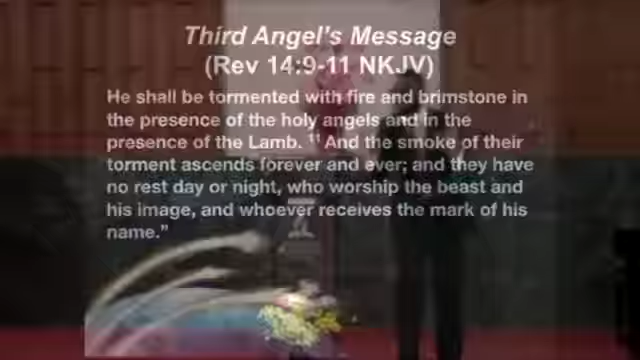 Third Angel's Message
(Rev 14:9-11 NKJV)
He shall be tormented with fire and brimstone in
the presence of the holy angels and in the
presence of the Lamb. 11 And the smoke of their
torment ascends forever and ever; and they have
no rest day or night, who worship the beast and
his image, and whoever receives the mark of his
name.”